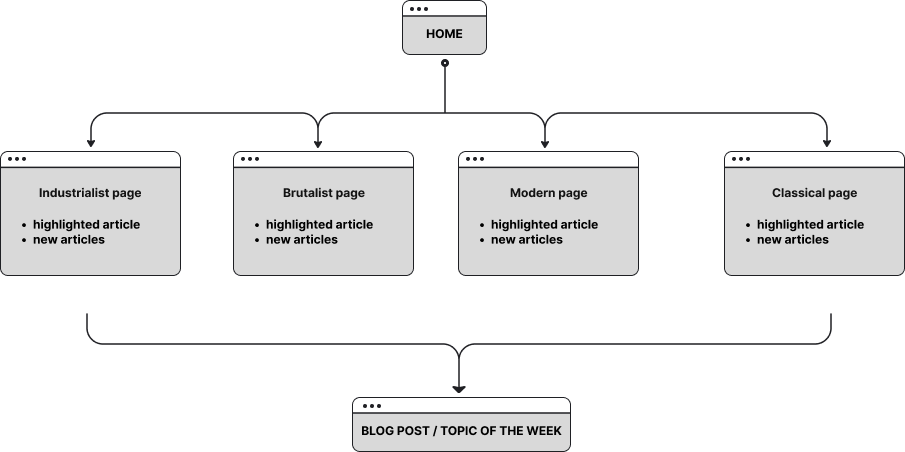 HOME
Industrialist page
• highlighted article
• new articles
Brutalist page
• highlighted article
• new articles
Modern page
• highlighted article
• new articles
Classical page
• highlighted article
• new articles
BLOG POST / TOPIC OF THE WEEK